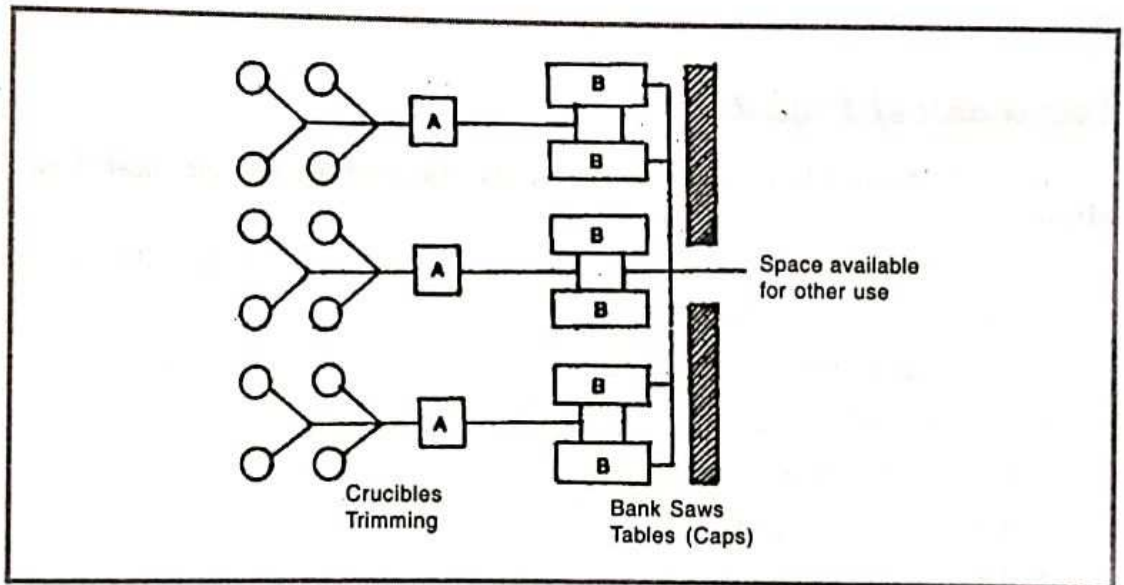 B
A
B
B
A
B
Space available
for other use
B
A
B
Crucibles
Trimming
Bank Saws
Tables (Caps)